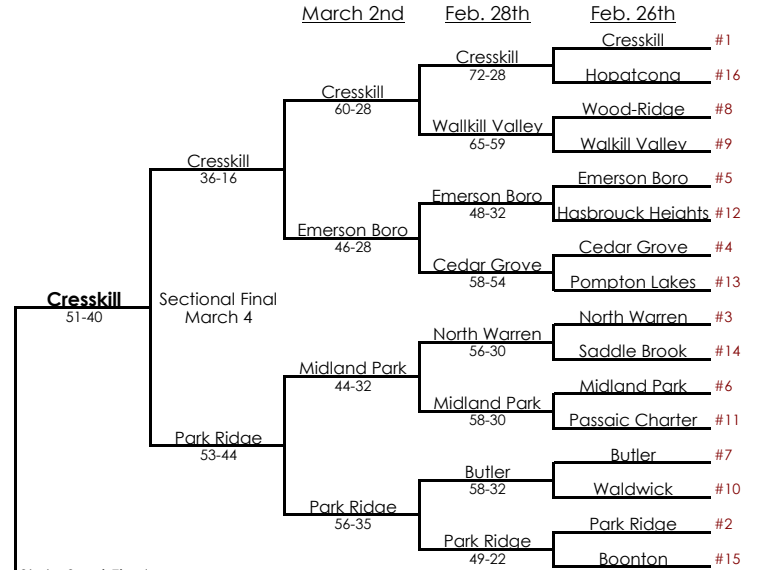 March 2nd
Feb. 28th
Feb. 26th
Cresskill #1
Cresskill
72-28
Hopatcong #16
Cresskill
60-28
Wood-Ridge #8
Wallkill Valley
65-59
Walkill Valley #9
Cresskill
36-16
Emerson Boro #5
Emerson Boro
48-32
Hasbrouck Heights #12
Emerson Boro
46-28
Cedar Grove #4
Cedar Grove
58-54
Pompton Lakes #13
Cresskill
51-40
Sectional Final
March 4
North Warren #3
North Warren
56-30
Saddle Brook #14
Midland Park
44-32
Midland Park #6
Midland Park
58-30
Passaic Charter #11
Park Ridge
53-44
Butler #7
Butler
58-32
Waldwick #10
Park Ridge
56-35
Park Ridge #2
Park Ridge
49-22
Boonton #15